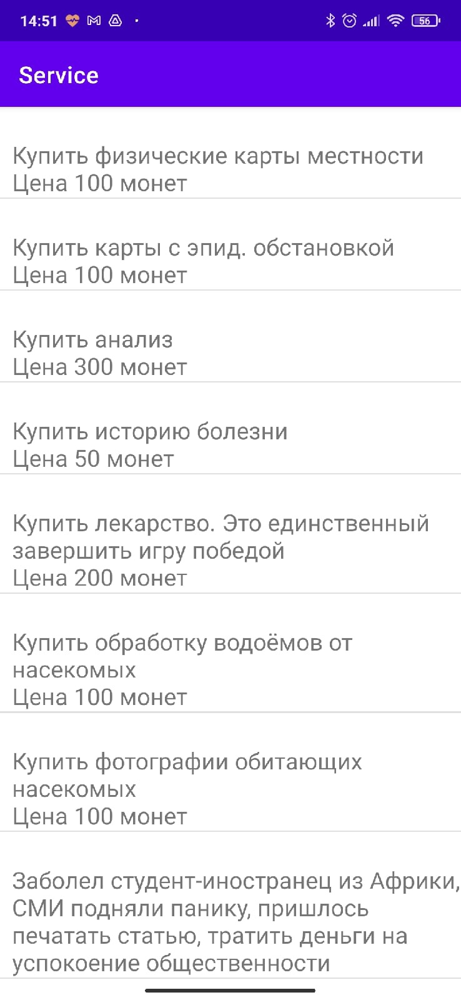 14:51
56
Service
Купить физические карты местности
Цена 100 монет
Купить карты с эпид. обстановкой
Цена 100 монет
Купить анализ
Цена 300 монет
Купить историю болезни
Цена 50 монет
Купить лекарство. Это единственный
завершить игру победой
Цена 200 монет
Купить обработку водоёмов от
насекомых
Цена 100 монет
Купить фотографии обитающих
насекомых
Цена 100 монет
Заболел студент-иностранец из Африки,
СМИ подняли панику, пришлось
печатать статью, тратить деньги на
успокоение общественности